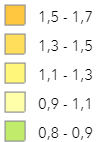 1,5 - 1,7
1,3 - 1,5
1,1 - 1,3
0,9 - 1,1
0,8 - 0,9